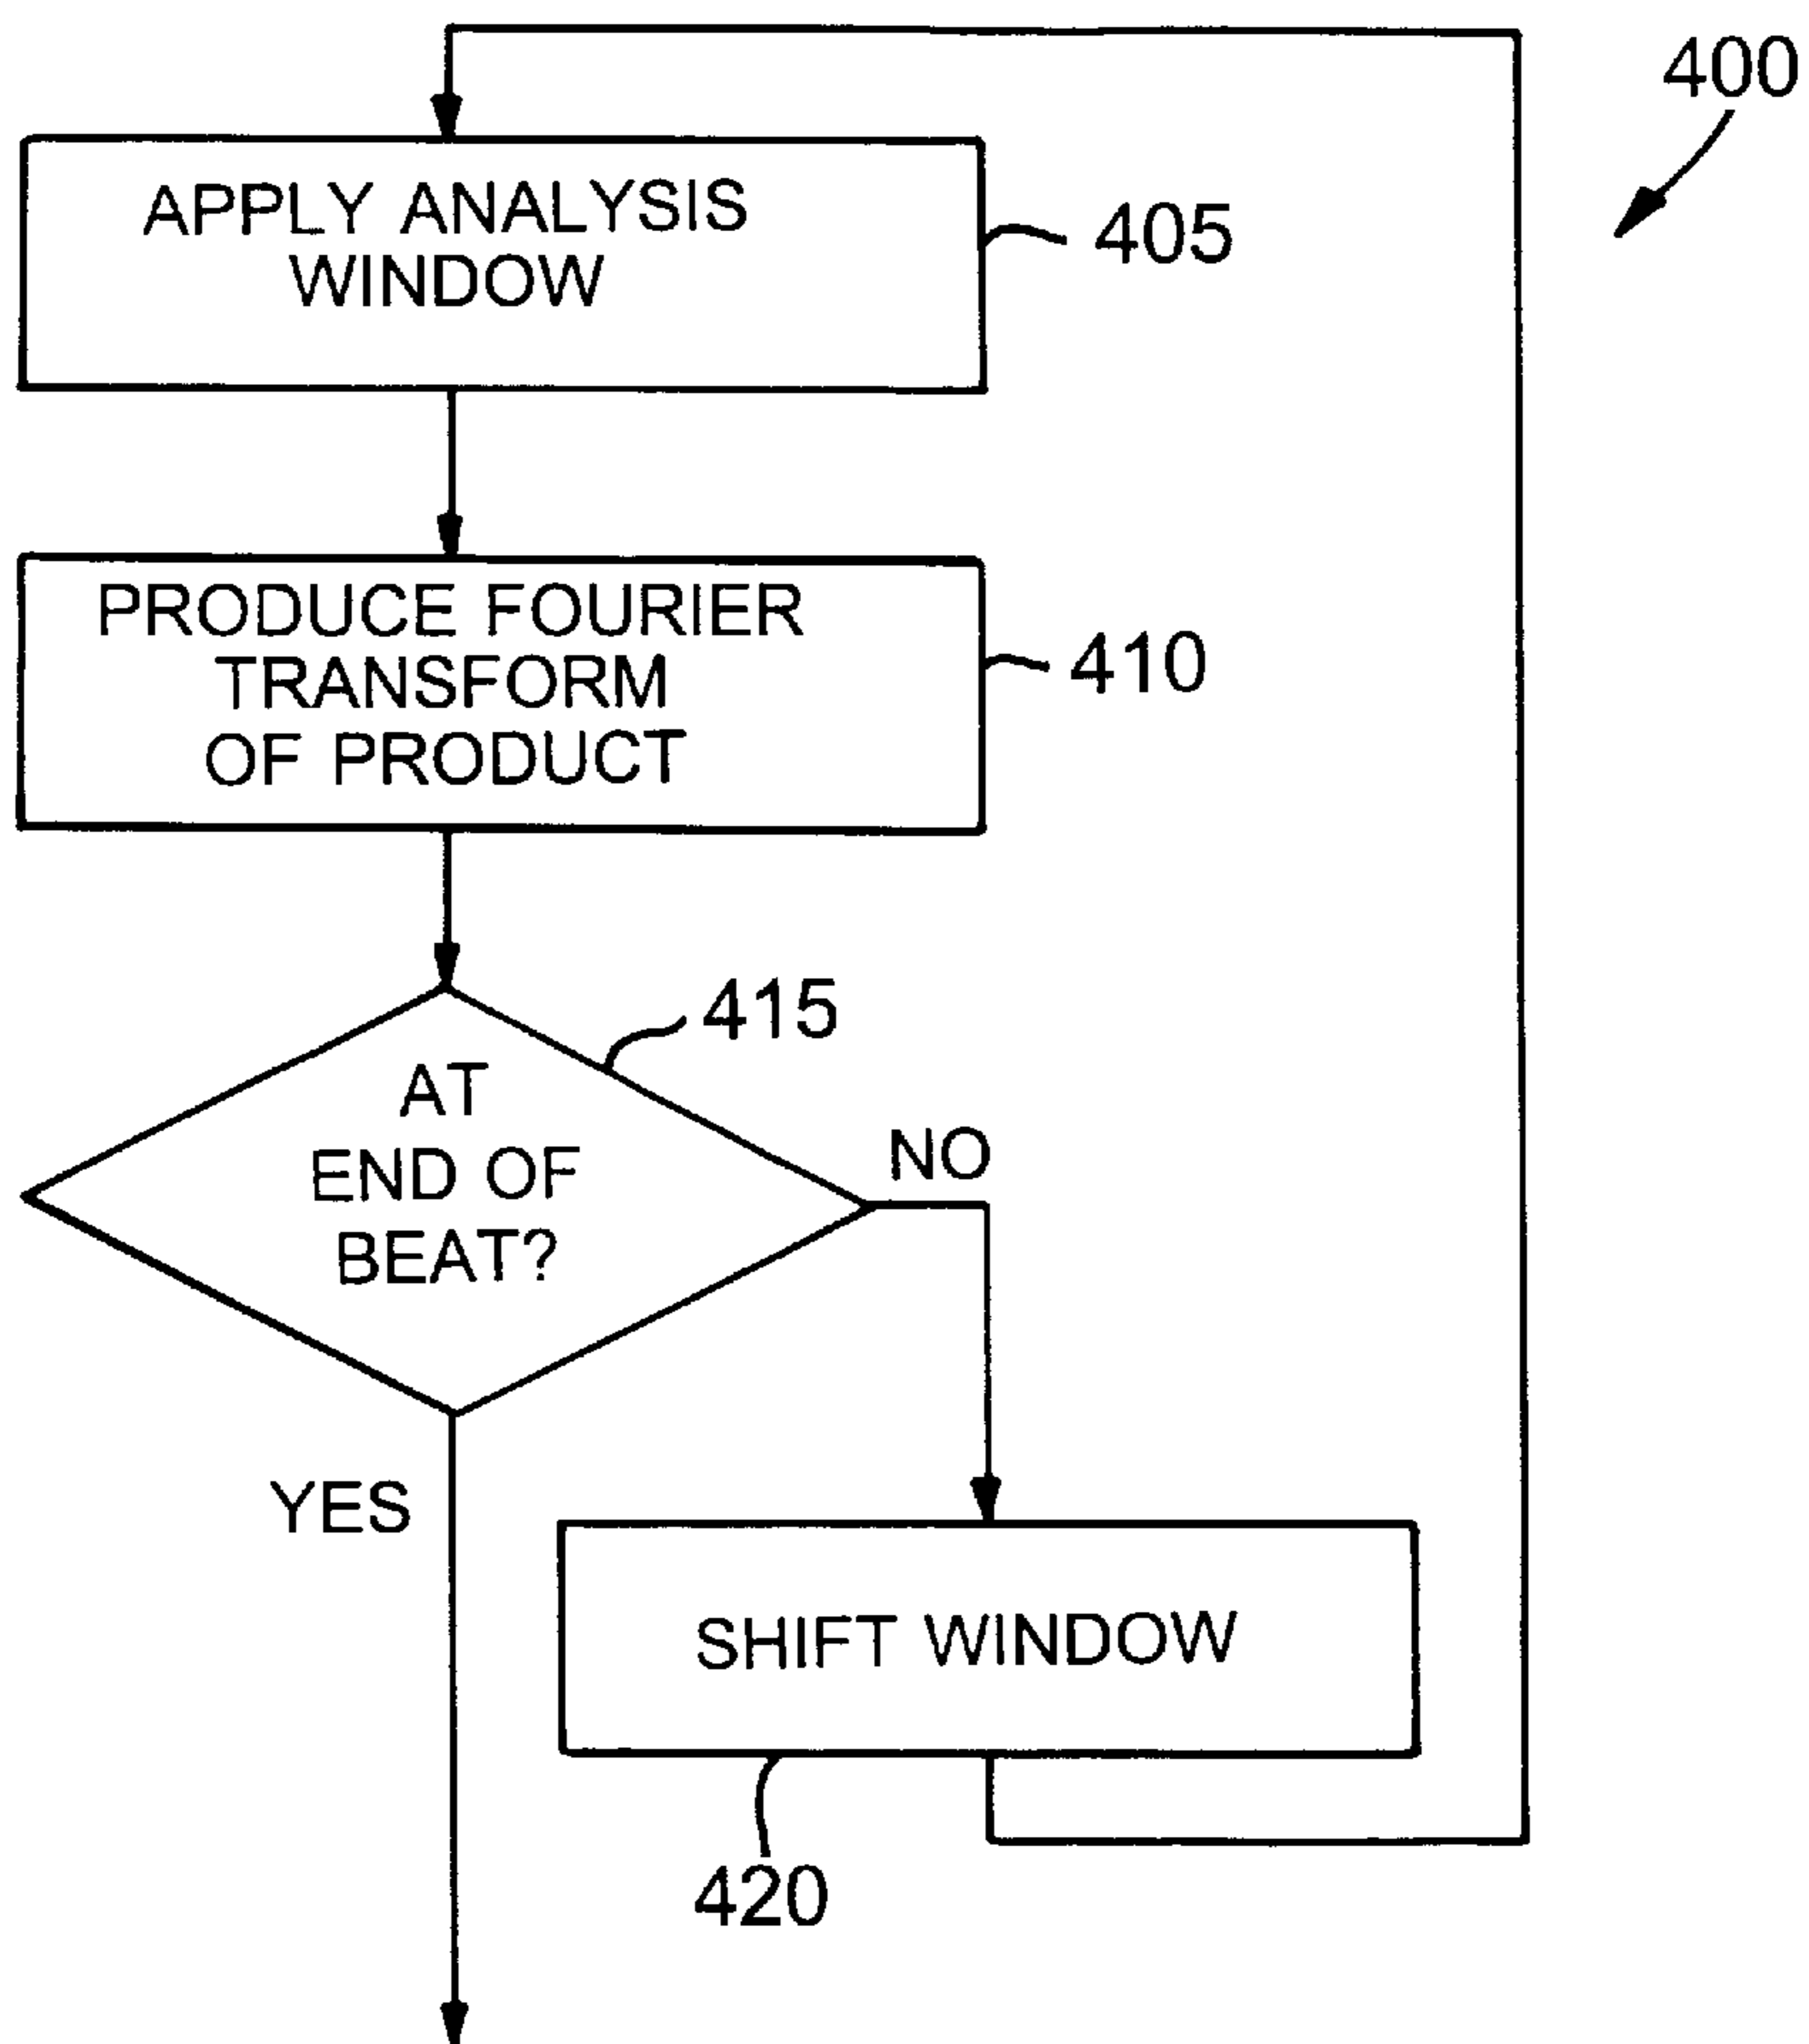 400
APPLY ANALYSIS
WINDOW
405
PRODUCE FOURIER
TRANSFORM
OF PRODUCT
410
415
AT
END OF
BEAT?
NO
YES
SHIFT WINDOW
420